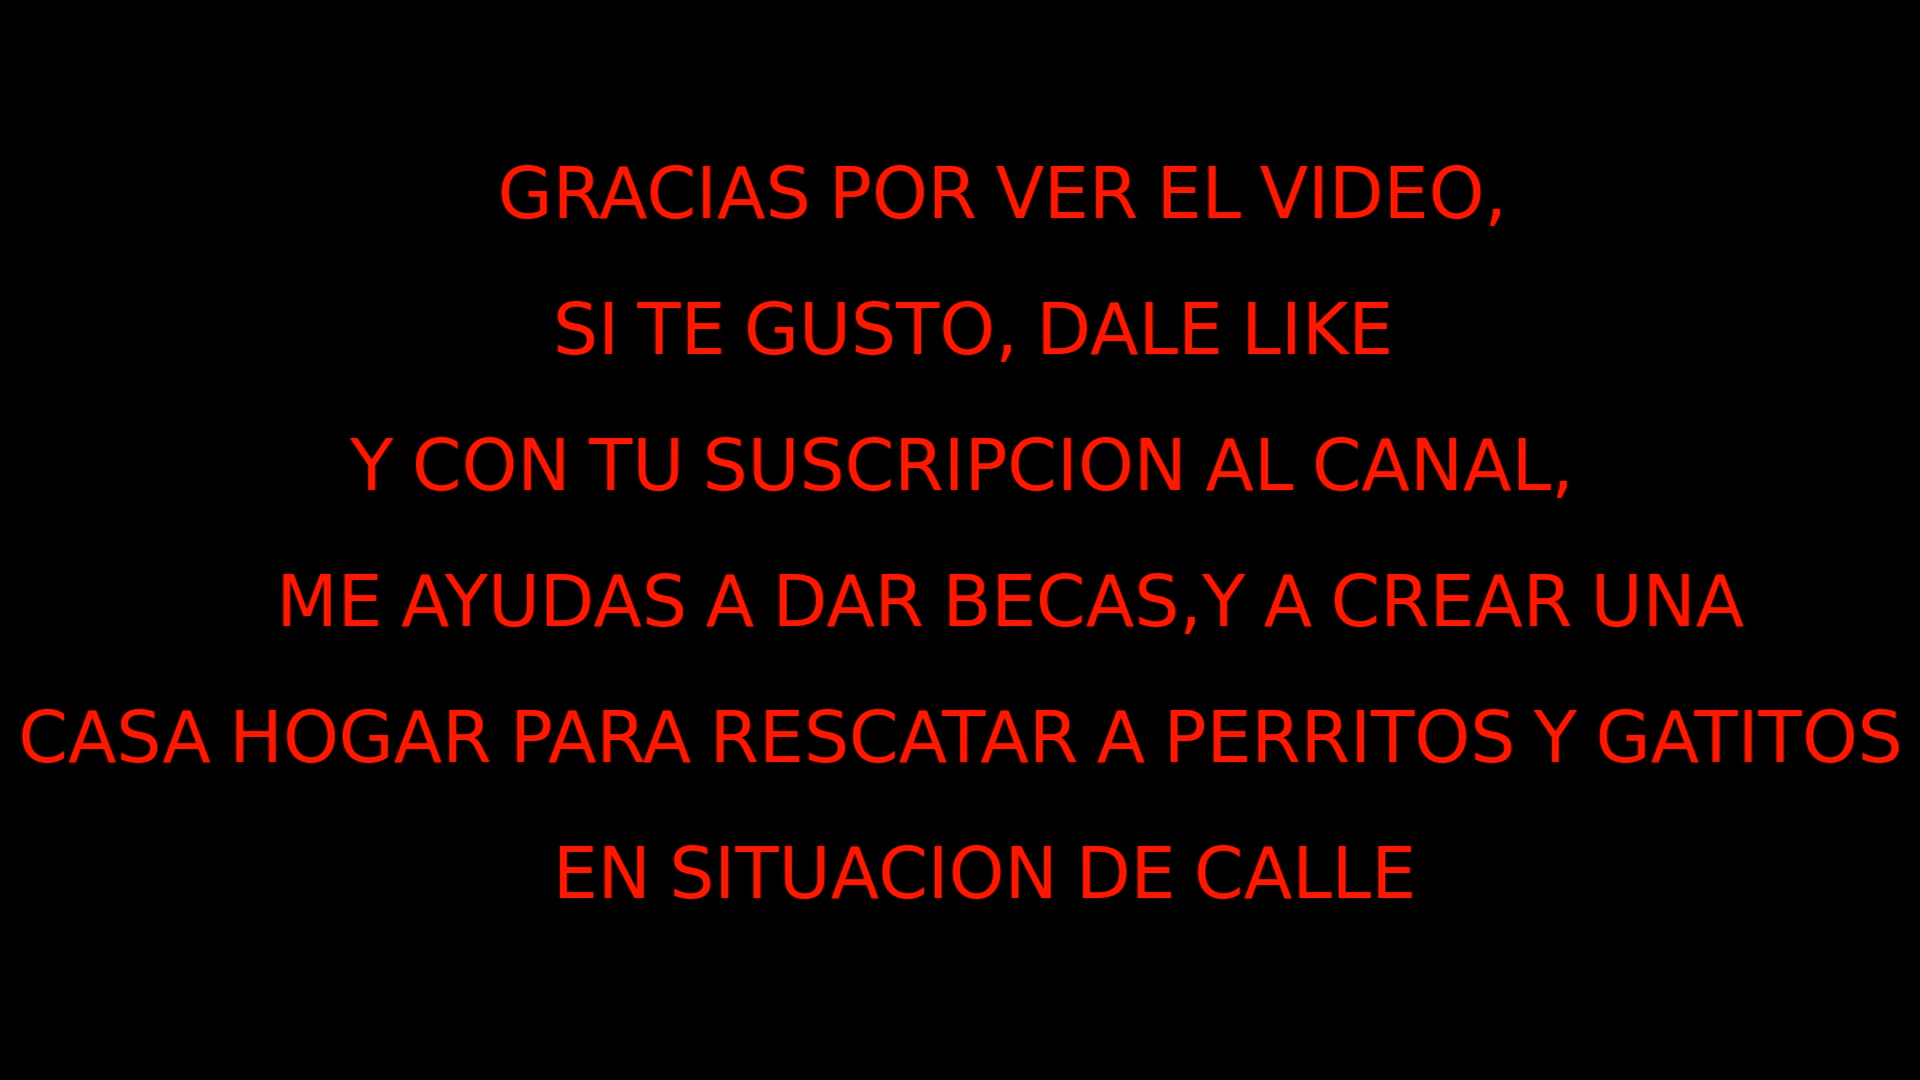 GRACIAS POR VER EL VIDEO,
SI TE GUSTO, DALE LIKE
Y CON TU SUSCRIPCION AL CANAL,
ME AYUDAS A DAR BECAS,Y A CREAR UNA
CASA HOGAR PARA RESCATAR A PERRITOS Y GATITOS
EN SITUACION DE CALLE